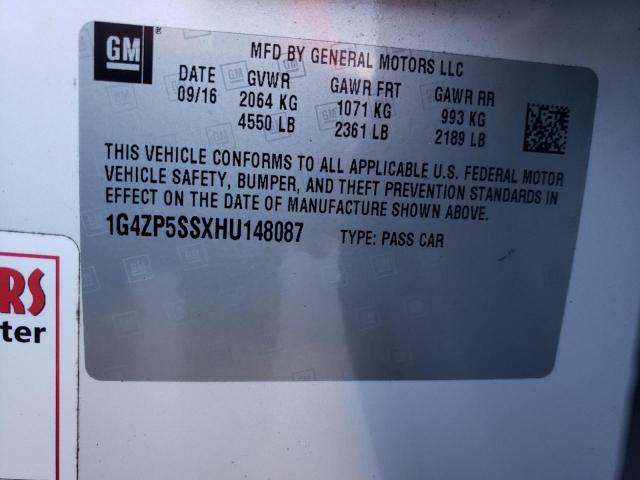 GM
®
MFD BY GENERAL MOTORS LLC
DATE GVWR GAWR FRT GAWR RR
09/16 2064 KG 1071 KG 993 KG
4550 LB 2361 LB 2189 LB
THIS VEHICLE CONFORMS TO ALL APPLICABLE U.S. FEDERAL MOTOR
VEHICLE SAFETY, BUMPER, AND THEFT PREVENTION STANDARDS IN
EFFECT ON THE DATE OF MANUFACTURE SHOWN ABOVE.
1G4ZP5SSXHU148087 TYPE: PASS CAR
RS
ter